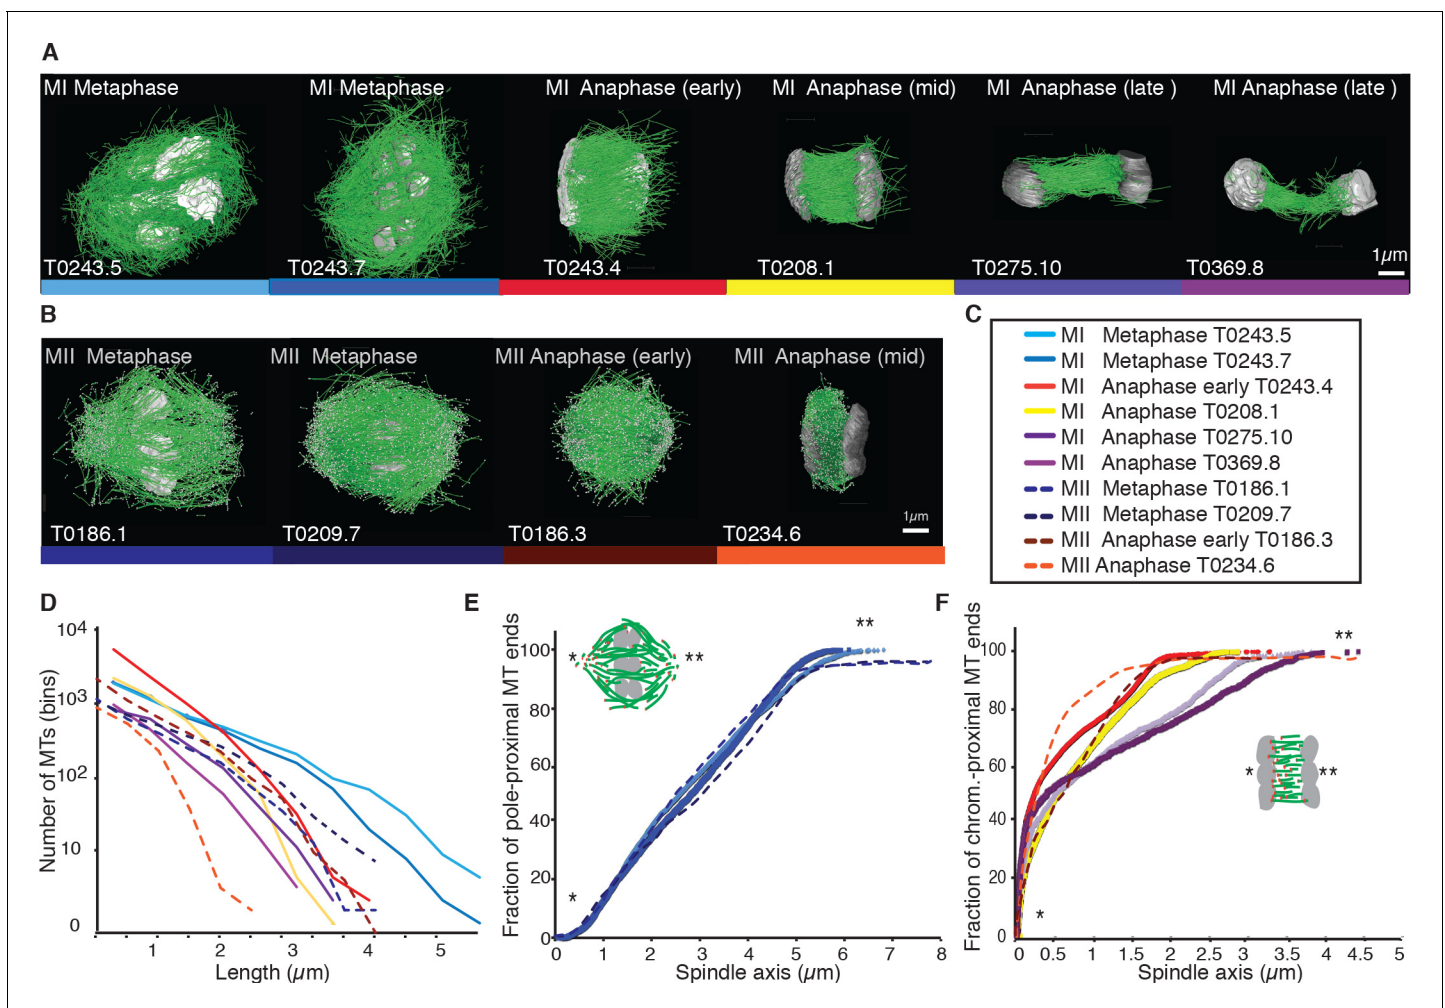 A
MI Metaphase
MI Metaphase
MI Anaphase (early)
MI Anaphase (mid)
MI Anaphase (late )
MI Anaphase (late )
T0243.5
T0243.7
T0243.4
T0208.1
T0275.10
T0369.8
1µm
B
MII Metaphase
MII Metaphase
MII Anaphase (early)
MII Anaphase (mid)
T0186.1
T0209.7
T0186.3
T0234.6
1µm
C
MI Metaphase T0243.5
MI Metaphase T0243.7
MI Anaphase early T0243.4
MI Anaphase T0208.1
MI Anaphase T0275.10
MI Anaphase T0369.8
MII Metaphase T0186.1
MII Metaphase T0209.7
MII Anaphase early T0186.3
MII Anaphase T0234.6
D
Number of MTs (bins)
10⁴
10³
10²
10
0
1 2 3 4 5
Length (µm)
E
Fraction of pole-proximal MT ends
100
80
60
40
20
0
0 1 2 3 4 5 6 7 8
Spindle axis (µm)
* **
**
*
F
Fraction of chrom.-proximal MT ends
100
80
60
40
20
0
0 0.5 1 1.5 2 2.5 3 3.5 4 4.5 5
Spindle axis (µm)
**
* **
*